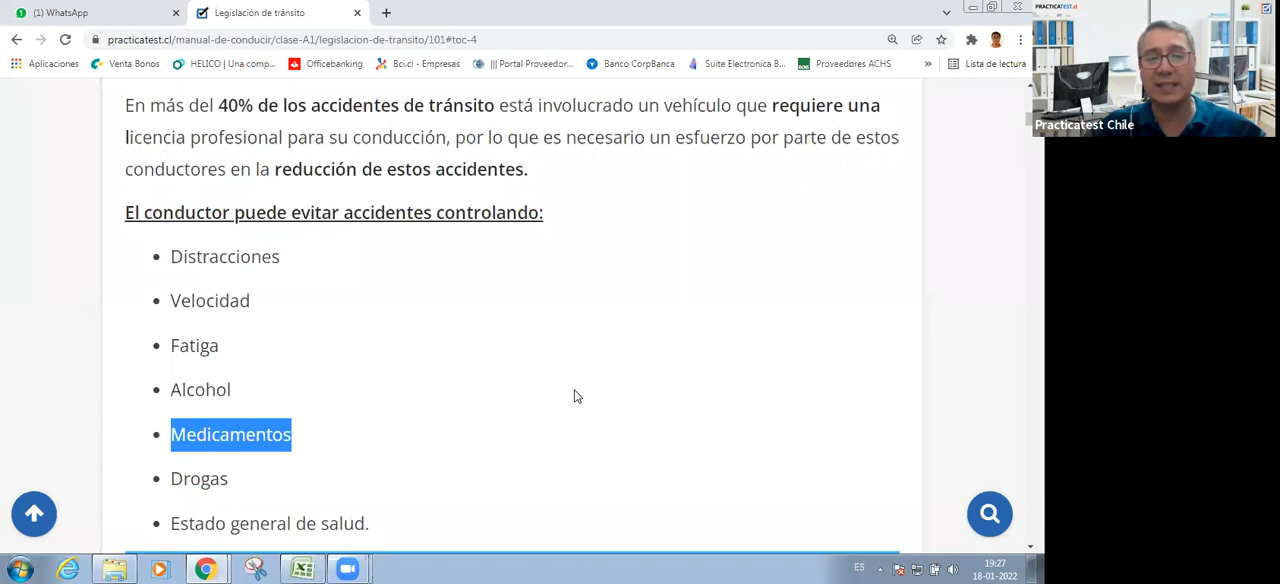 (1) WhatsApp
Legislación de tránsito
practicatest.cl/manual-de-conducir/clase-A1/legislacion-de-transito/101#toc-4
Aplicaciones
Venta Bonos
HELICO | Una comp...
Officebanking
Bci.cl - Empresas
||| Portal Proveedor...
Banco CorpBanca
Suite Electronica B...
Proveedores ACHS
»
Lista de lectura
PRACTICATEST.cl
Practicatest Chile
En más del 40% de los accidentes de tránsito está involucrado un vehículo que requiere una
licencia profesional para su conducción, por lo que es necesario un esfuerzo por parte de estos
conductores en la reducción de estos accidentes.
El conductor puede evitar accidentes controlando:
• Distracciones
• Velocidad
• Fatiga
• Alcohol
• Medicamentos
• Drogas
• Estado general de salud.
ES
19:27
18-01-2022